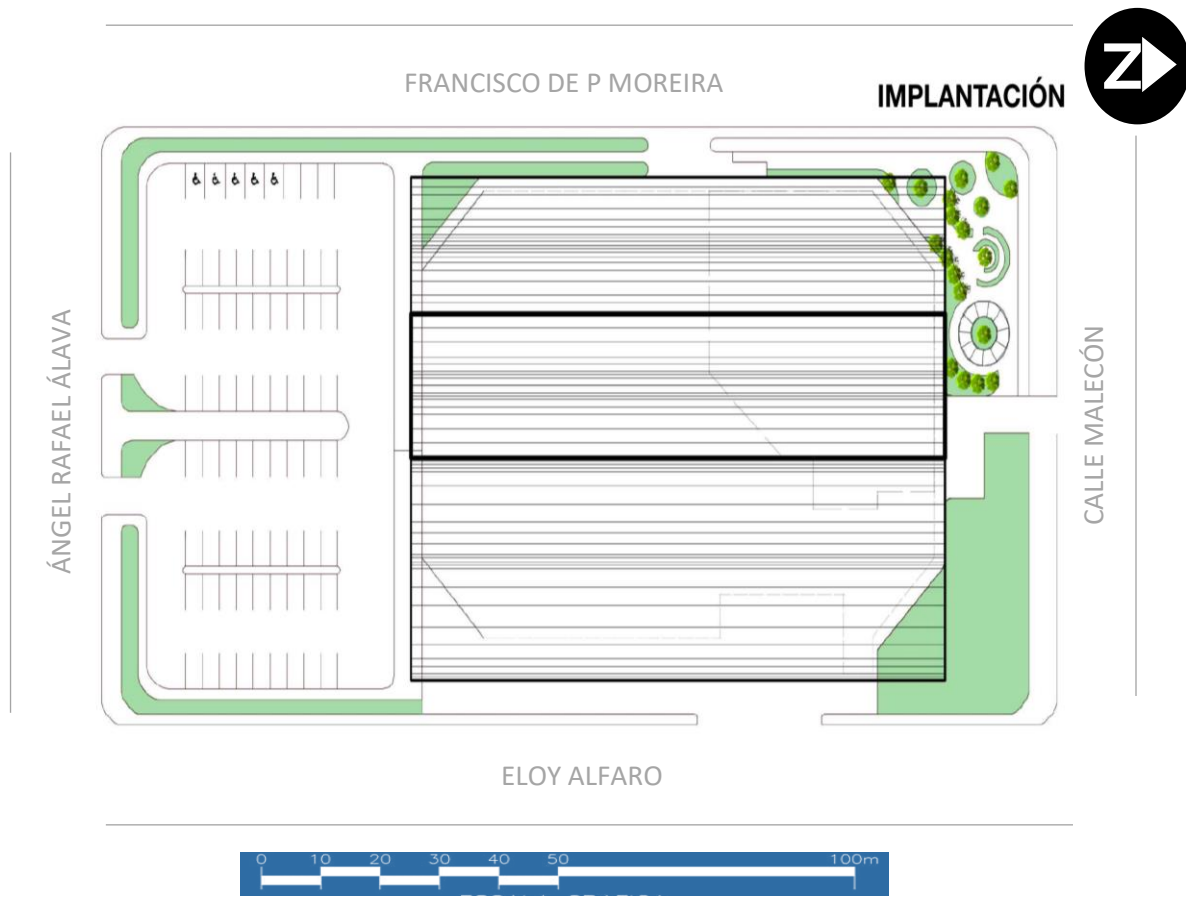 FRANCISCO DE P MOREIRA
IMPLANTACIÓN
N
ÁNGEL RAFAEL ÁLAVA
CALLE MALECÓN
ELOY ALFARO
0 10 20 30 40 50 100m